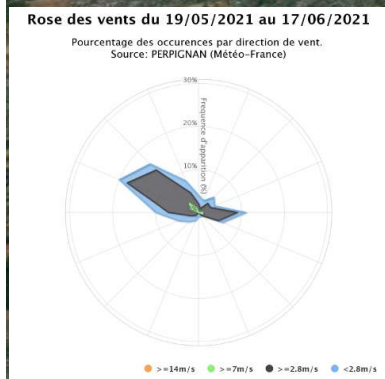 Rose des vents du 19/05/2021 au 17/06/2021
Pourcentage des occurences par direction de vent.
Source: PERPIGNAN (Météo-France)
30%
20%
10%
Fréquence d'apparition (%)
>=14m/s >=7m/s >=2.8m/s <2.8m/s